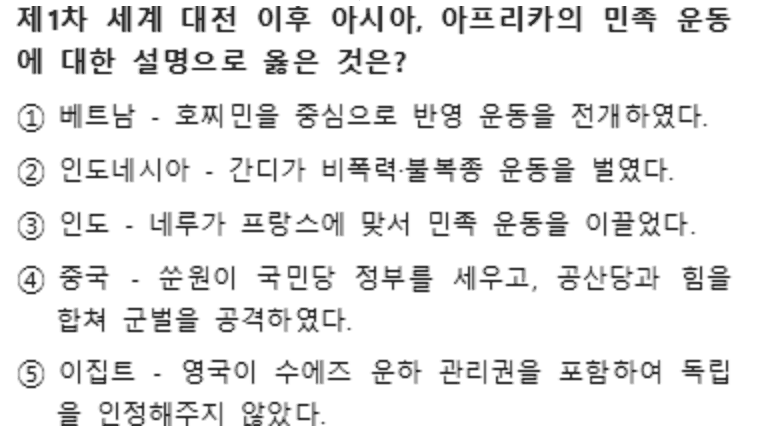 제1차 세계 대전 이후 아시아, 아프리카의 민족 운동
에 대한 설명으로 옳은 것은?
① 베트남 - 호찌민을 중심으로 반영 운동을 전개하였다.
② 인도네시아 - 간디가 비폭력·불복종 운동을 벌였다.
③ 인도 - 네루가 프랑스에 맞서 민족 운동을 이끌었다.
④ 중국 - 쑨원이 국민당 정부를 세우고, 공산당과 힘을
합쳐 군벌을 공격하였다.
⑤ 이집트 - 영국이 수에즈 운하 관리권을 포함하여 독립
을 인정해주지 않았다.